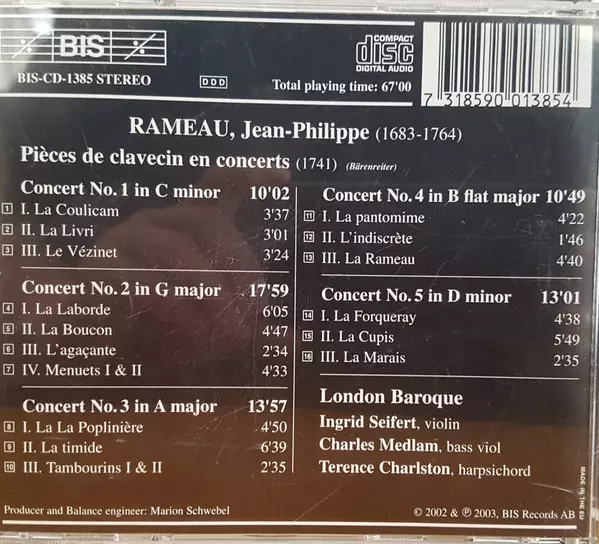 BIS
COMPACT
disc
DIGITAL AUDIO
BIS-CD-1385 STEREO
DDD
Total playing time: 67'00
7 318590 013854
RAMEAU, Jean-Philippe (1683-1764)
Pièces de clavecin en concerts (1741) (Bärenreiter)
Concert No. 1 in C minor 10'02
1 I. La Coulicam 3'37
2 II. La Livri 3'01
3 III. Le Vézinet 3'24
Concert No. 2 in G major 17'59
4 I. La Laborde 6'05
5 II. La Boucon 4'47
6 III. L'agaçante 2'34
7 IV. Menuets I & II 4'33
Concert No. 3 in A major 13'57
8 I. La La Poplinière 4'50
9 II. La timide 6'39
10 III. Tambourins I & II 2'35
Concert No. 4 in B flat major 10'49
11 I. La pantomime 4'22
12 II. L'indiscrète 1'46
13 III. La Rameau 4'40
Concert No. 5 in D minor 13'01
14 I. La Forqueray 4'38
15 II. La Cupis 5'49
16 III. La Marais 2'35
London Baroque
Ingrid Seifert, violin
Charles Medlam, bass viol
Terence Charlston, harpsichord
MADE IN THE EU
Producer and Balance engineer: Marion Schwebel
© 2002 & ℗ 2003, BIS Records AB